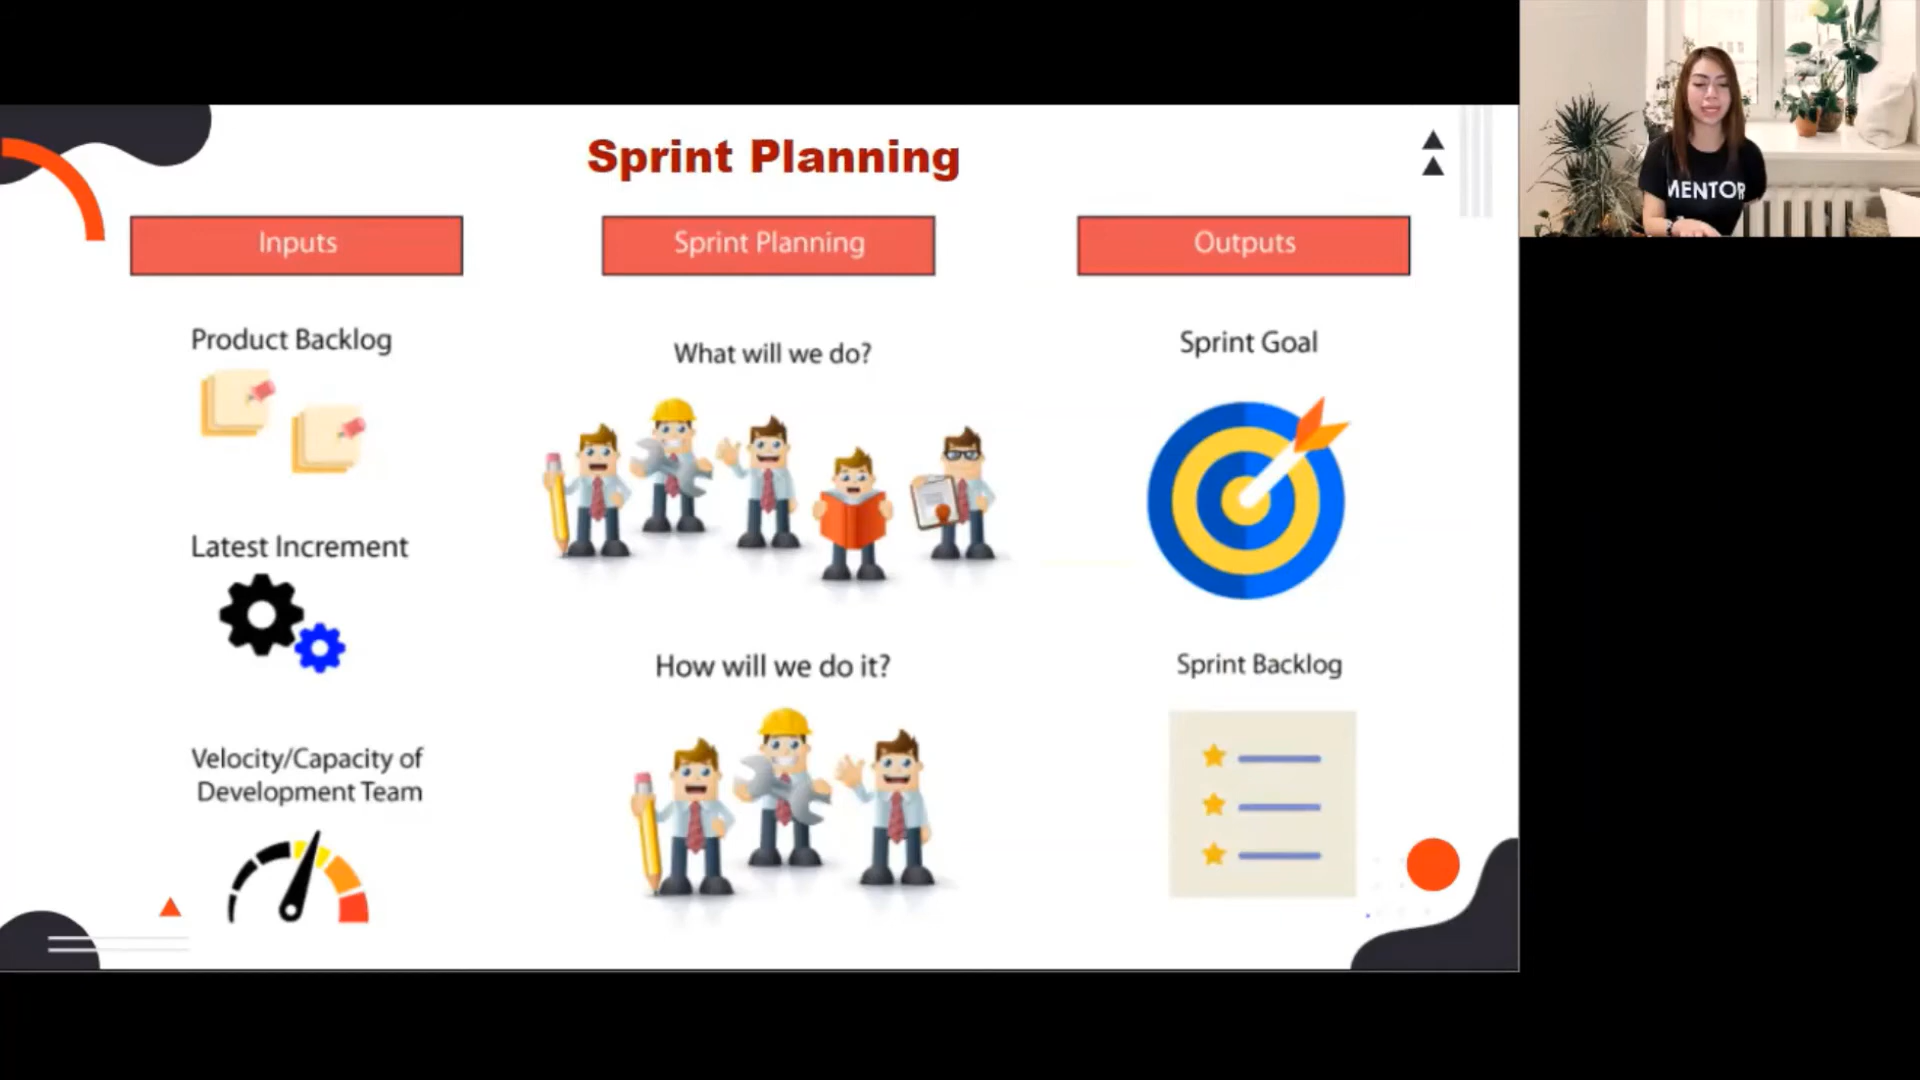 Sprint Planning
Inputs
Product Backlog
Latest Increment
Velocity/Capacity of
Development Team
Sprint Planning
What will we do?
How will we do it?
Outputs
Sprint Goal
Sprint Backlog
MENTOR